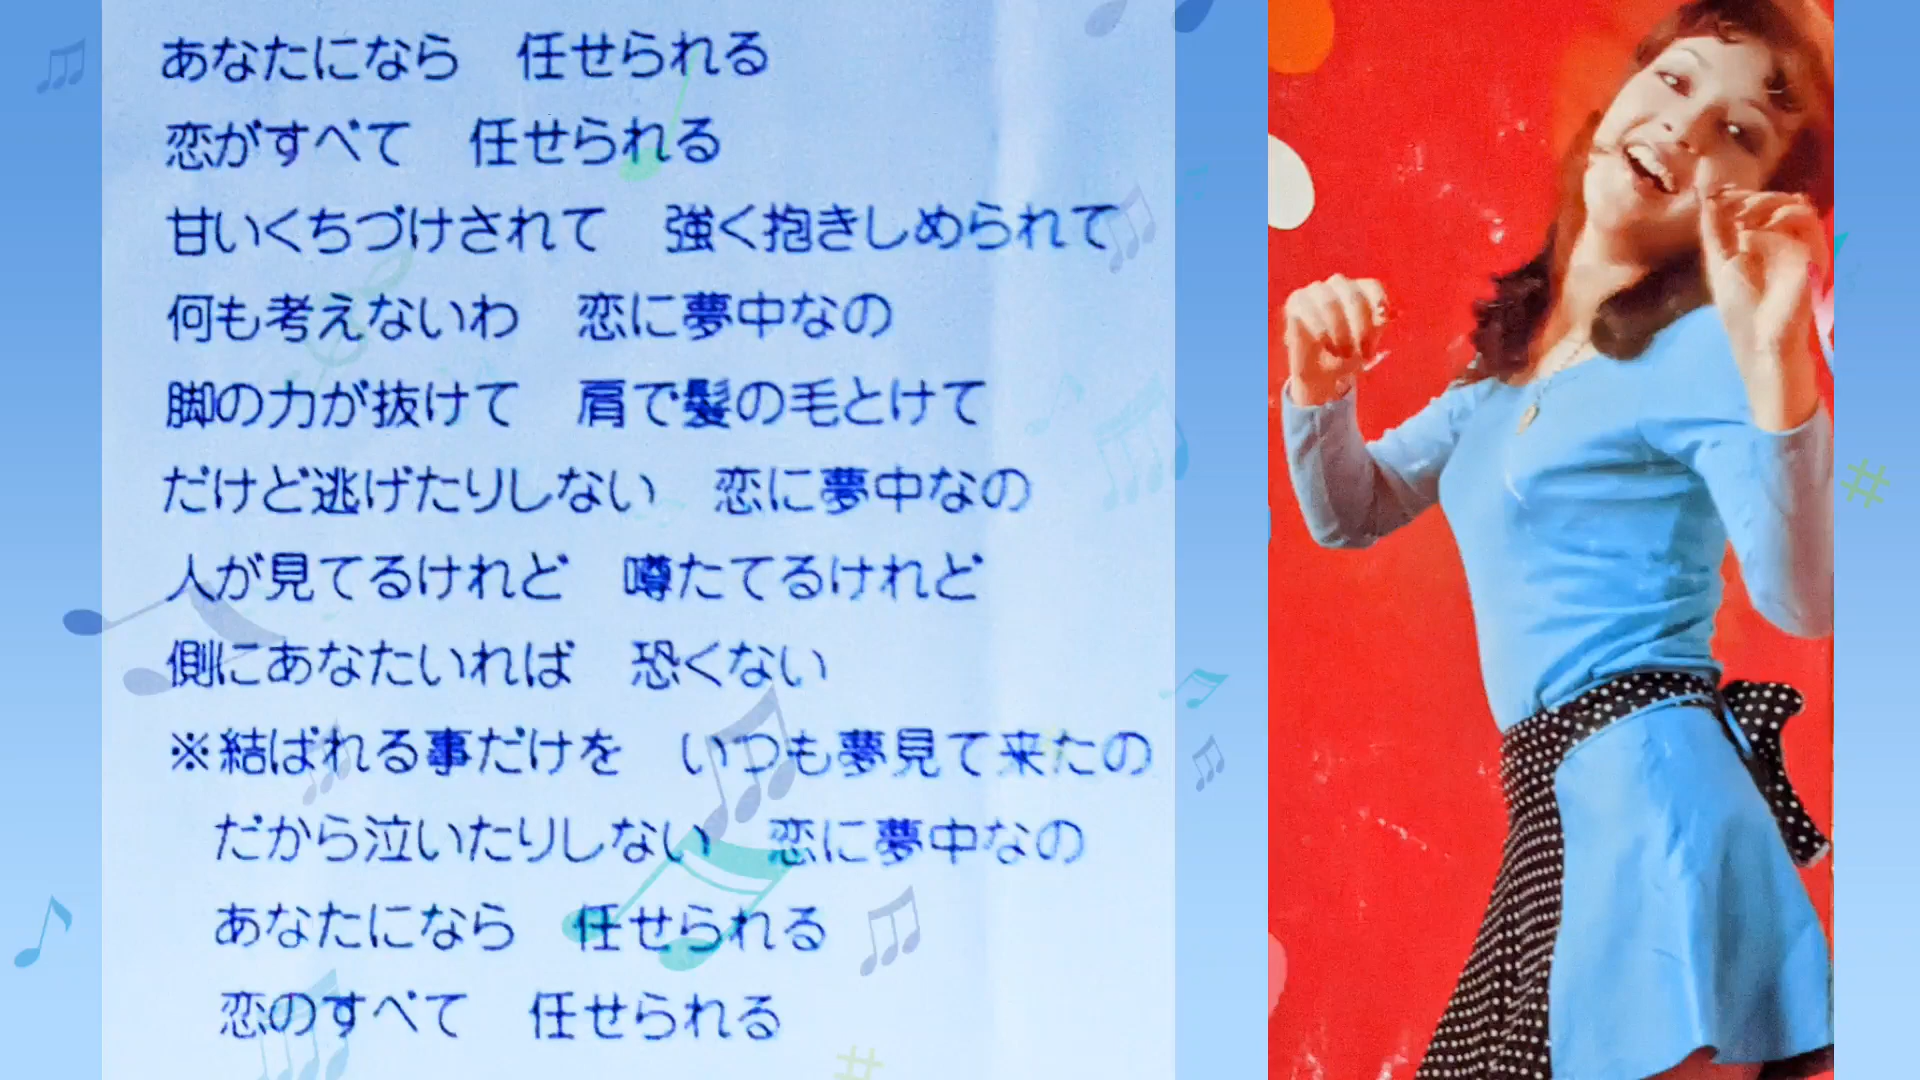 あなたになら　任せられる
恋がすべて　任せられる
甘いくちづけされて　強く抱きしめられて
何も考えないわ　恋に夢中なの
脚の力が抜けて　肩で髪の毛とけて
だけど逃げたりしない　恋に夢中なの
人が見てるけれど　噂たてるけれど
側にあなたいれば　恐くない
※結ばれる事だけを　いつも夢見て来たの
だから泣いたりしない　恋に夢中なの
あなたになら　任せられる
恋のすべて　任せられる